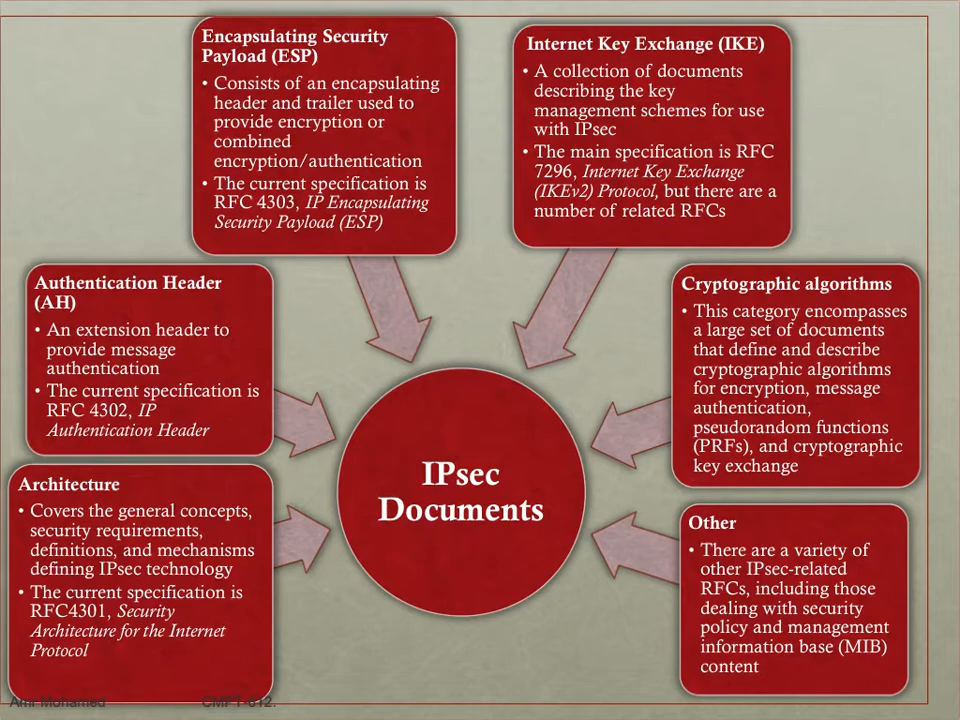 Encapsulating Security
Payload (ESP)
• Consists of an encapsulating
header and trailer used to
provide encryption or
combined
encryption/authentication
• The current specification is
RFC 4303, IP Encapsulating
Security Payload (ESP)
Internet Key Exchange (IKE)
• A collection of documents
describing the key
management schemes for use
with IPsec
• The main specification is RFC
7296, Internet Key Exchange
(IKEv2) Protocol, but there are a
number of related RFCs
Authentication Header
(AH)
• An extension header to
provide message
authentication
• The current specification is
RFC 4302, IP
Authentication Header
Cryptographic algorithms
• This category encompasses
a large set of documents
that define and describe
cryptographic algorithms
for encryption, message
authentication,
pseudorandom functions
(PRFs), and cryptographic
key exchange
IPsec
Documents
Architecture
• Covers the general concepts,
security requirements,
definitions, and mechanisms
defining IPsec technology
• The current specification is
RFC4301, Security
Architecture for the Internet
Protocol
Other
• There are a variety of
other IPsec-related
RFCs, including those
dealing with security
policy and management
information base (MIB)
content
Amr Mohamed CMPT-612.